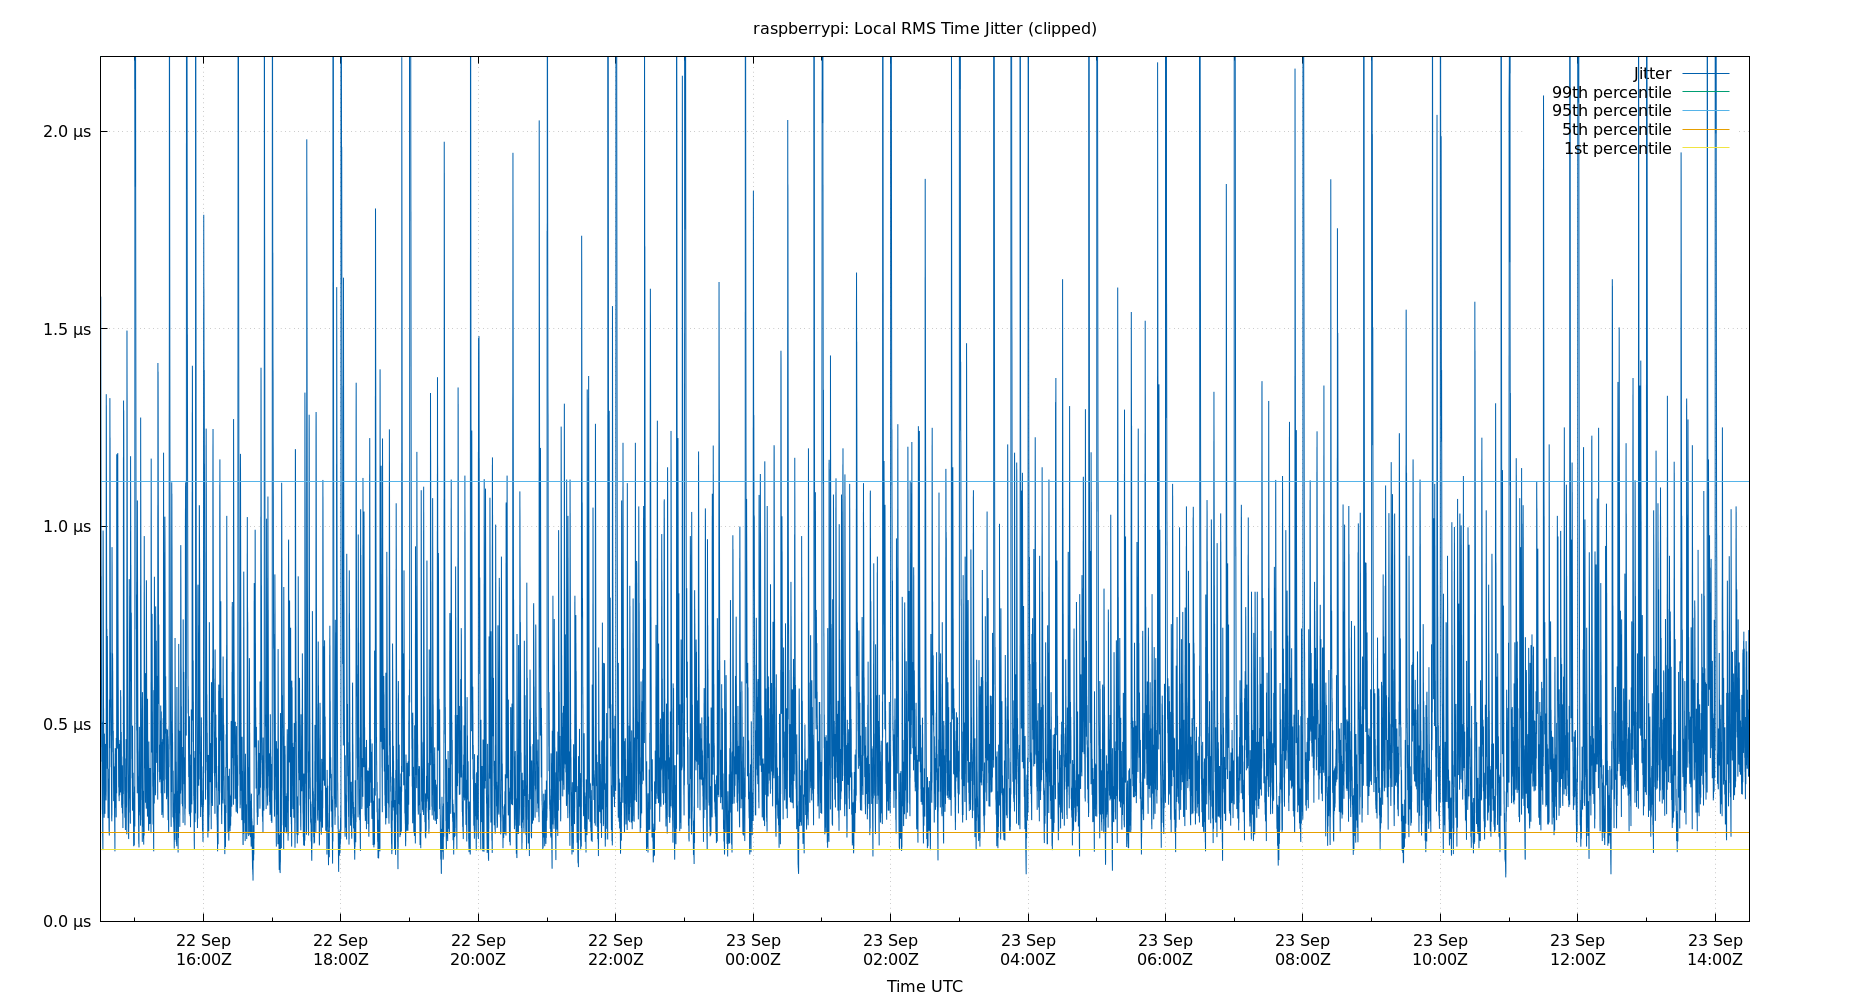 raspberrypi: Local RMS Time Jitter (clipped)
Jitter
99th percentile
95th percentile
5th percentile
1st percentile
2.0 µs
1.5 µs
1.0 µs
0.5 µs
0.0 µs
22 Sep 22 Sep 22 Sep 22 Sep 23 Sep 23 Sep 23 Sep 23 Sep 23 Sep 23 Sep 23 Sep 23 Sep
16:00Z 18:00Z 20:00Z 22:00Z 00:00Z 02:00Z 04:00Z 06:00Z 08:00Z 10:00Z 12:00Z 14:00Z
Time UTC